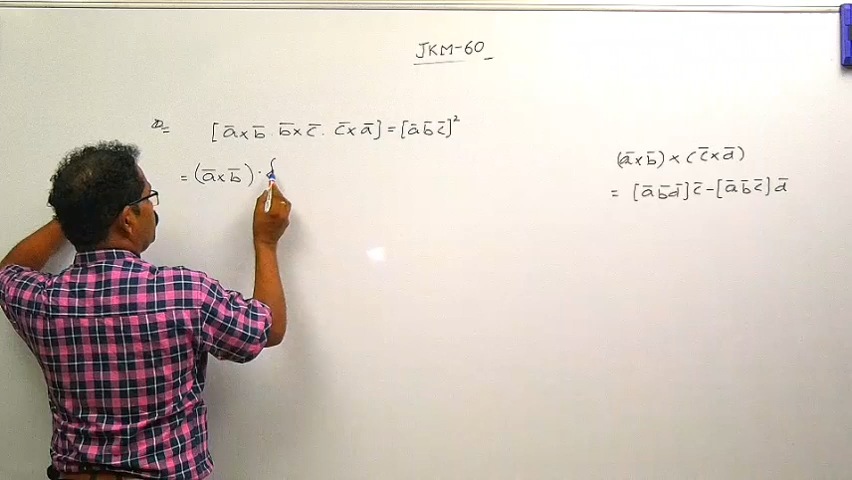 JKM-60
[a̅×b̅ . b̅×c̅ . c̅×a̅] = [a̅ b̅ c̅]²
= (a̅×b̅) · {
(a̅×b̅) × (c̅×d̅)
= [a̅ b̅ d̅] c̅ - [a̅ b̅ c̅] d̅